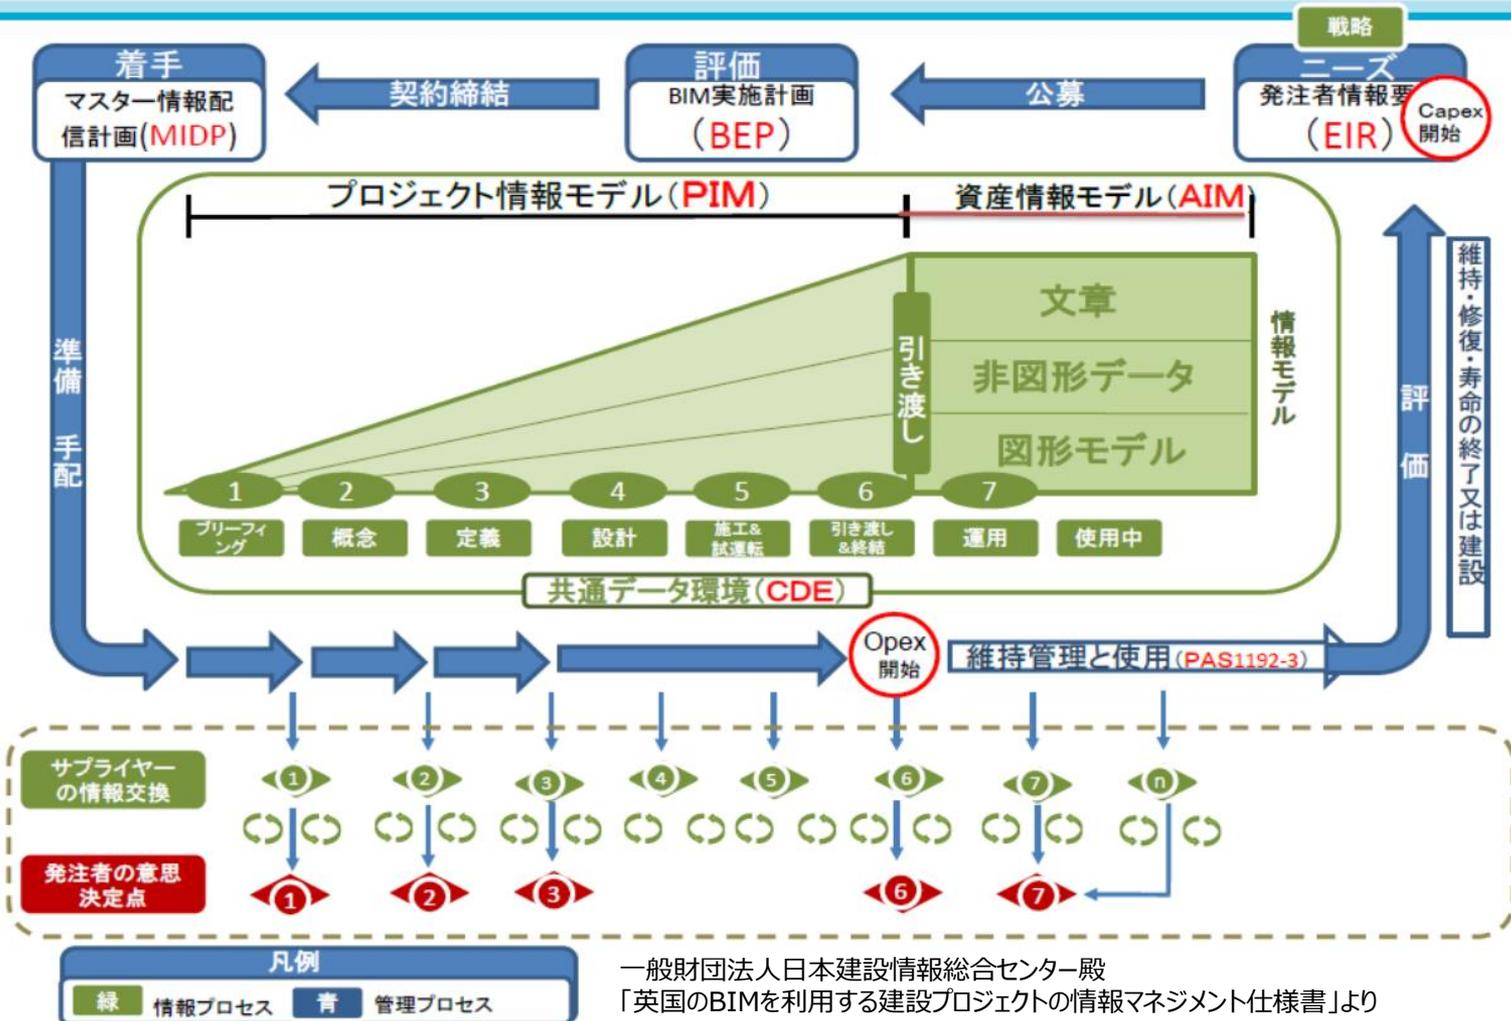 戦略
着手
マスター情報配
信計画(MIDP)
契約締結
評価
BIM実施計画
(BEP)
公募
ニーズ
発注者情報要
(EIR)
Capex
開始
プロジェクト情報モデル(PIM)
資産情報モデル(AIM)
文章
非図形データ
図形モデル
引き渡し
情報モデル
準備 手配
評価
維持・修復・寿命の終了又は建設
1 2 3 4 5 6 7
ブリーフィ
ング
概念
定義
設計
施工&
試運転
引き渡し
&終結
運用
使用中
共通データ環境(CDE)
Opex
開始
維持管理と使用(PAS1192-3)
サプライヤー
の情報交換
1 2 3 4 5 6 7 n
発注者の意思
決定点
1 2 3 6 7
凡例
緑 情報プロセス 青 管理プロセス
一般財団法人日本建設情報総合センター殿
「英国のBIMを利用する建設プロジェクトの情報マネジメント仕様書」より